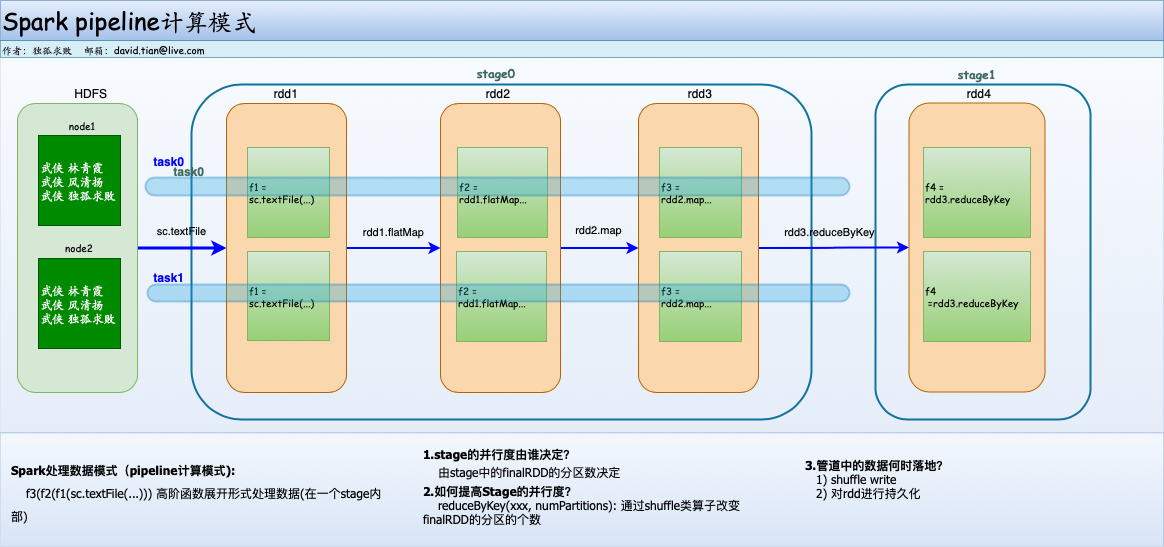 Spark pipeline计算模式
作者：独孤求败 邮箱：david.tian@live.com
stage0
stage1
HDFS
rdd1
rdd2
rdd3
rdd4
node1
武侠 林青霞
武侠 风清扬
武侠 独孤求败
node2
武侠 林青霞
武侠 风清扬
武侠 独孤求败
task0
task0
f1 =
sc.textFile(...)
f2 =
rdd1.flatMap...
f3 =
rdd2.map...
f4 =
rdd3.reduceByKey
sc.textFile
rdd1.flatMap
rdd2.map
rdd3.reduceByKey
task1
f1 =
sc.textFile(...)
f2 =
rdd1.flatMap...
f3 =
rdd2.map...
f4
=rdd3.reduceByKey
Spark处理数据模式（pipeline计算模式):
f3(f2(f1(sc.textFile(...))) 高阶函数展开形式处理数据(在一个stage内
部)
1.stage的并行度由谁决定?
由stage中的finalRDD的分区数决定
2.如何提高Stage的并行度?
reduceByKey(xxx, numPartitions): 通过shuffle类算子改变
finalRDD的分区的个数
3.管道中的数据何时落地?
1) shuffle write
2) 对rdd进行持久化